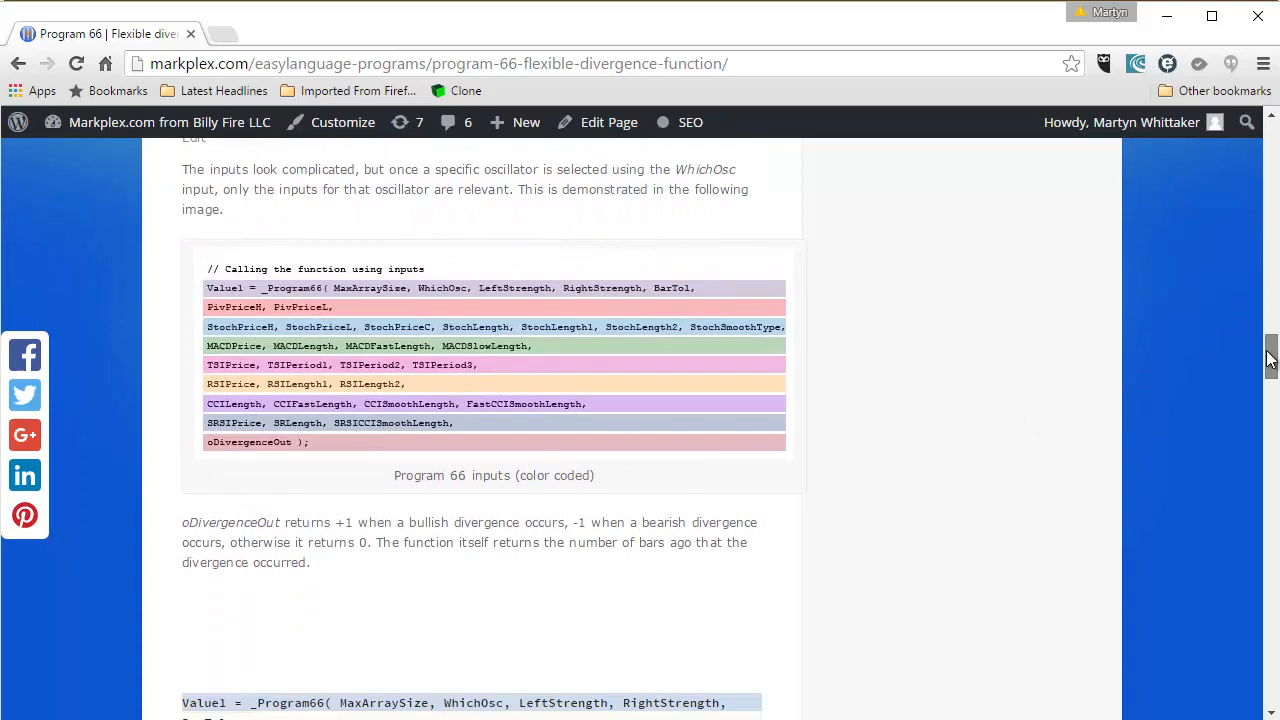 Martyn
Program 66 | Flexible diver
markplex.com/easylanguage-programs/program-66-flexible-divergence-function/
Apps Bookmarks Latest Headlines Imported From Firef... Clicke Other bookmarks
Markplex.com from Billy Fire LLC Customize 7 6 New Edit Page SEO Howdy, Martyn Whittaker
Edit
The inputs look complicated, but once a specific oscillator is selected using the WhichOsc
input, only the inputs for that oscillator are relevant. This is demonstrated in the following
image.
// Calling the function using inputs
Value1 = _Program66( MaxArraySize, WhichOsc, LeftStrength, RightStrength, BarTol,
PivPriceH, PivPriceL,
StochPriceH, StochPriceL, StochPriceC, StochLength, StochLength1, StochLength2, StochSmoothType,
MACDPrice, MACDLength, MACDFastLength, MACDSlowLength,
TSIPrice, TSIPeriod1, TSIPeriod2, TSIPeriod3,
RSIPrice, RSILength1, RSILength2,
CCILength, CCIFastLength, CCISmoothLength, FastCCISmoothLength,
SRSIPrice, SRLength, SRSICCISmoothLength,
oDivergenceOut );
Program 66 inputs (color coded)
oDivergenceOut returns +1 when a bullish divergence occurs, -1 when a bearish divergence
occurs, otherwise it returns 0. The function itself returns the number of bars ago that the
divergence occurred.
Value1 = _Program66( MaxArraySize, WhichOsc, LeftStrength, RightStrength,